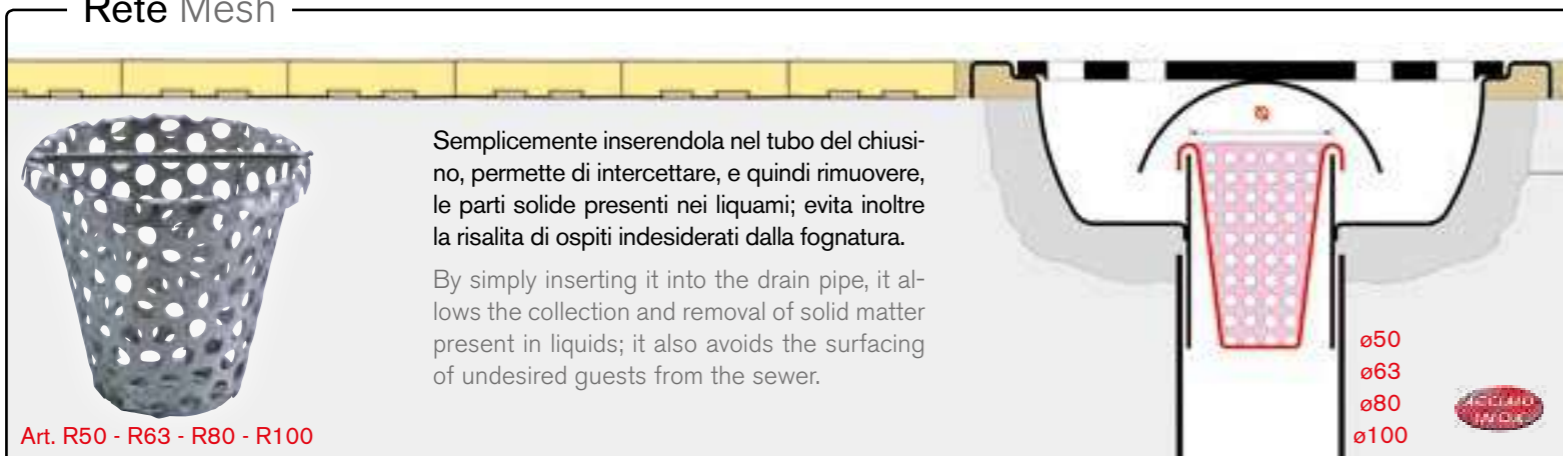 Rete Mesh
Semplicemente inserendola nel tubo del chiusi-
no, permette di intercettare, e quindi rimuovere,
le parti solide presenti nei liquami; evita inoltre
la risalita di ospiti indesiderati dalla fognatura.
By simply inserting it into the drain pipe, it al-
lows the collection and removal of solid matter
present in liquids; it also avoids the surfacing
of undesired guests from the sewer.
Art. R50 - R63 - R80 - R100
ø
ø50
ø63
ø80
ø100